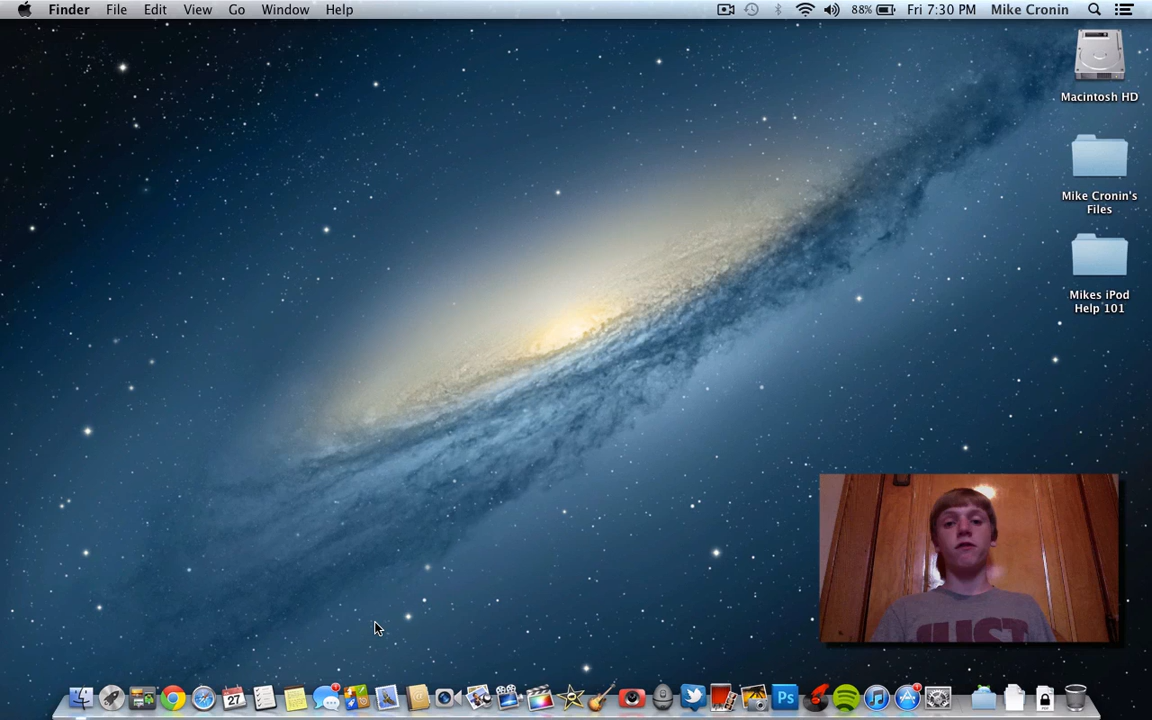 Finder File Edit View Go Window Help 88% Fri 7:30 PM Mike Cronin
Macintosh HD
Mike Cronin's
Files
Mikes iPod
Help 101
JUST
27
Ps